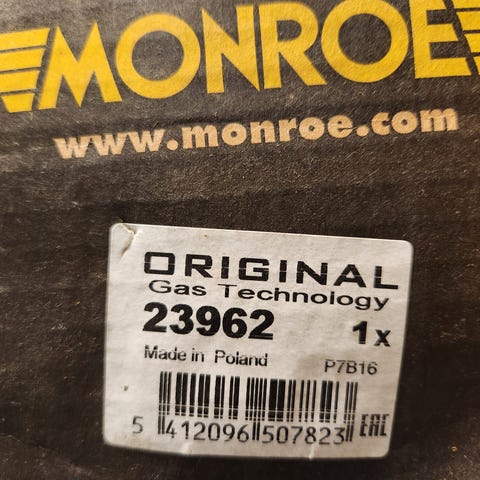 MONROE
www.monroe.com
ORIGINAL
Gas Technology
23962 1x
Made in Poland P7B16
5 412096 507823 EAC